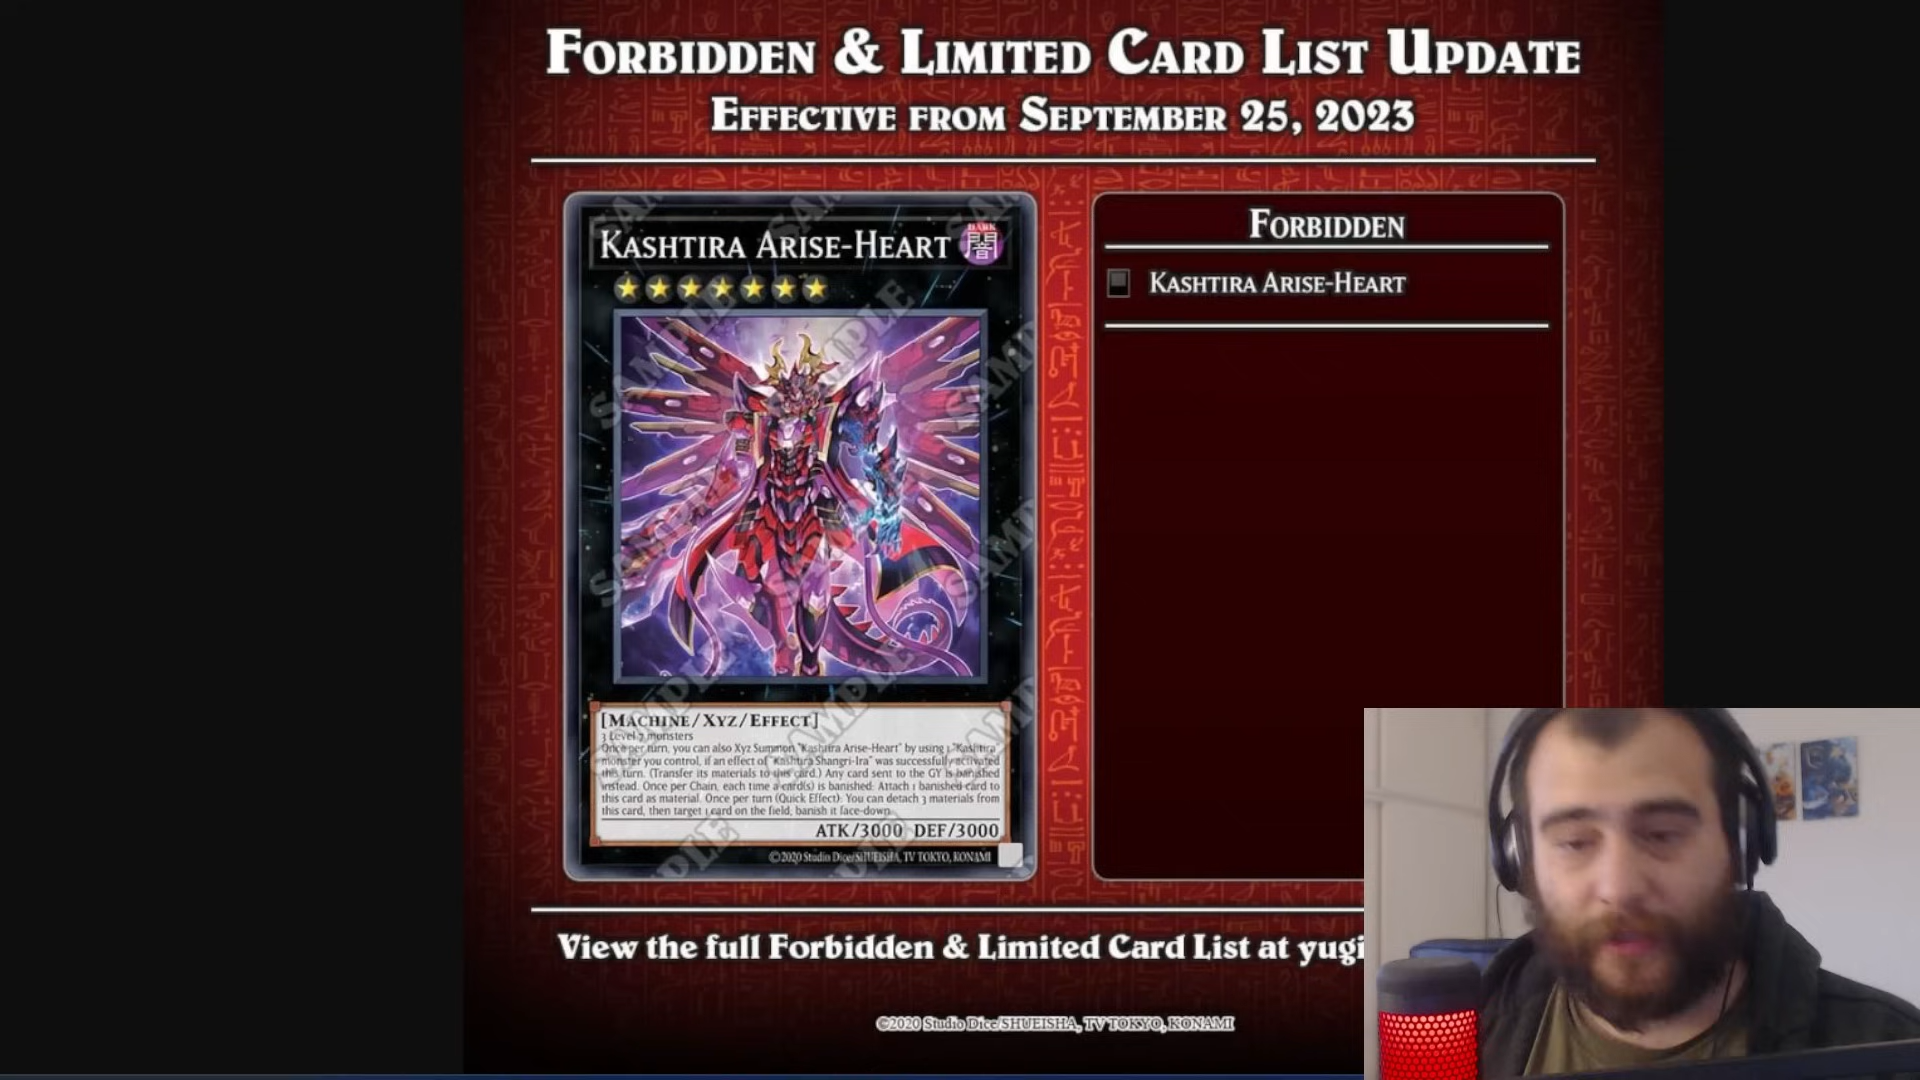 FORBIDDEN & LIMITED CARD LIST UPDATE
EFFECTIVE FROM SEPTEMBER 25, 2023
KASHTIRA ARISE-HEART
DARK
闇
FORBIDDEN
KASHTIRA ARISE-HEART
[MACHINE/XYZ/EFFECT]
3 Level 7 monsters
Once per turn, you can also Xyz Summon "Kashtira Arise-Heart" by using 1 "Kashtira"
monster you control, if an effect of "Kashtira Shangri-Ira" was successfully activated
this turn. (Transfer its materials to this card.) Any card sent to the GY is banished
instead. Once per Chain, each time a card(s) is banished: Attach 1 banished card to
this card as material. Once per turn (Quick Effect): You can detach 3 materials from
this card, then target 1 card on the field, banish it face-down.
ATK/3000 DEF/3000
©2020 Studio Dice/SHUEISHA, TV TOKYO, KONAMI
View the full Forbidden & Limited Card List at yugi
©2020 Studio Dice/SHUEISHA, TV TOKYO, KONAMI
SAMPLE
SAMPLE
SAMPLE
SAMPLE
SAMPLE
SAMPLE